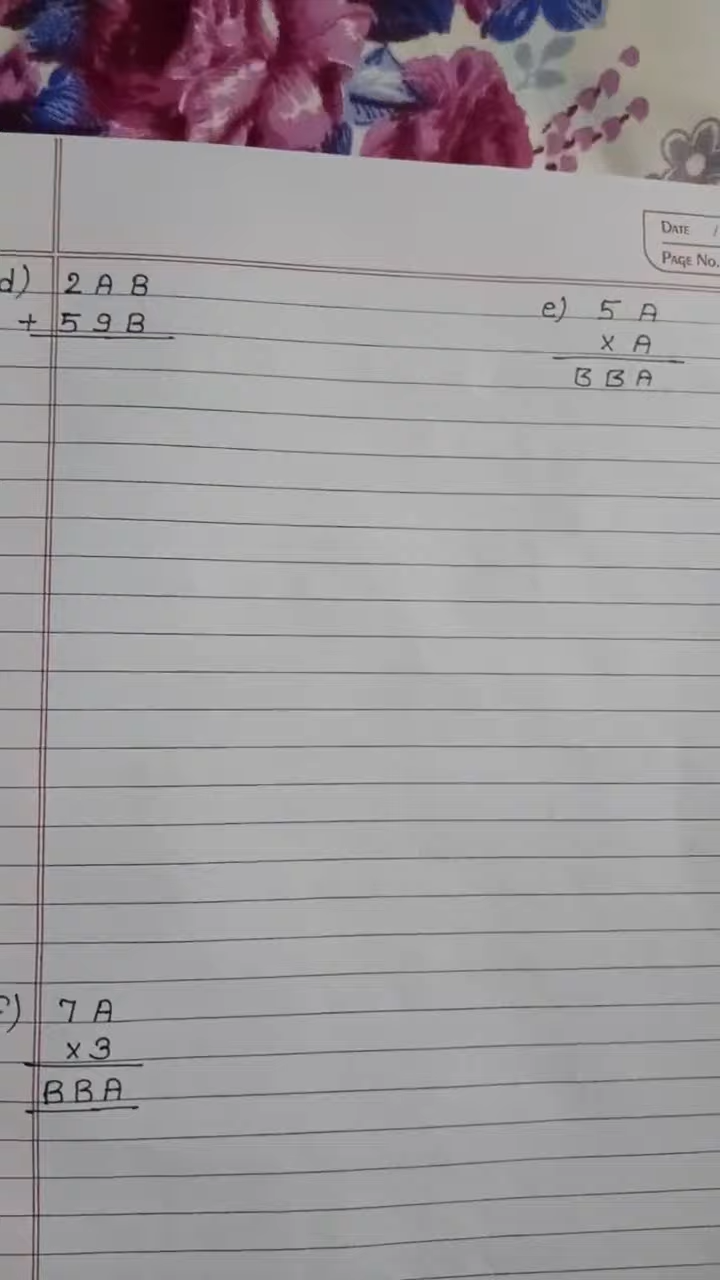 DATE /
PAGE No.
d) 2 A B
+ 5 9 B
e) 5 A
x A
B B A
7 A
x 3
B B A